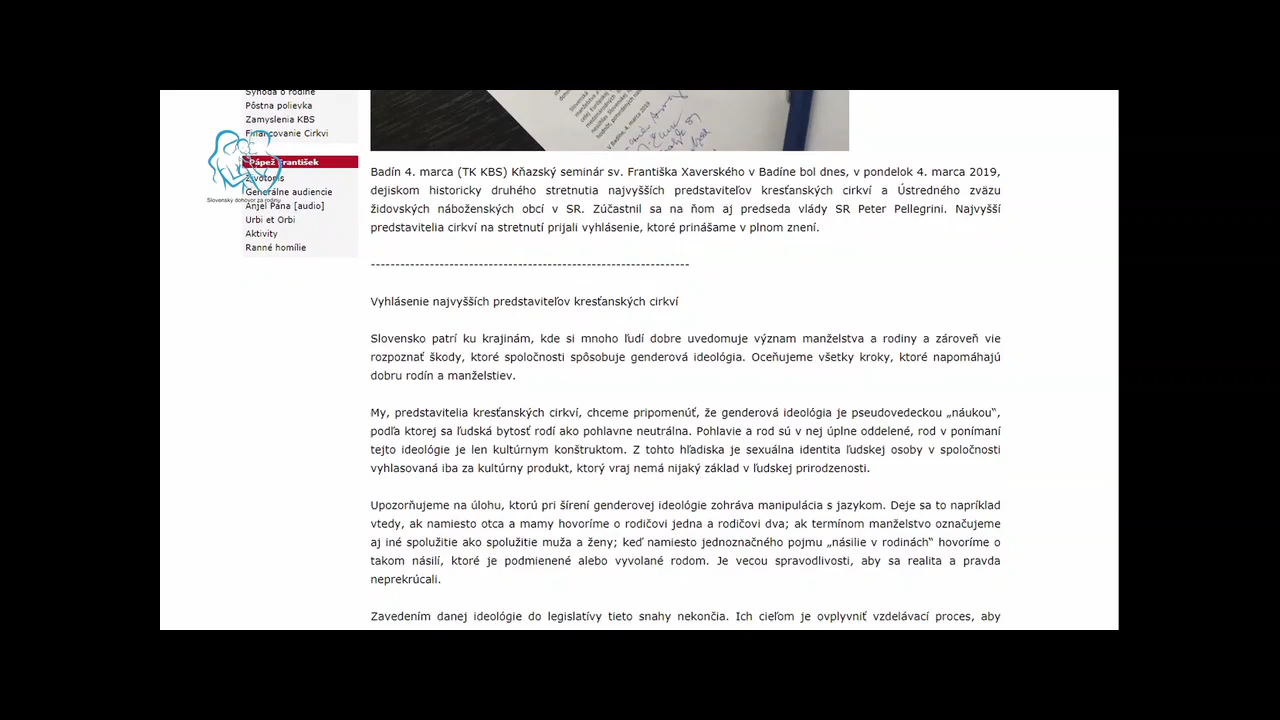 Synoda o rodine
Pôstna polievka
Zamyslenia KBS
Financovanie Cirkvi
Pápež František
Životopis
Generálne audiencie
Anjel Pána [audio]
Urbi et Orbi
Aktivity
Ranné homílie
Slovenský dohovor za rodinu
Badín 4. marca (TK KBS) Kňazský seminár sv. Františka Xaverského v Badíne bol dnes, v pondelok 4. marca 2019,
dejiskom historicky druhého stretnutia najvyšších predstaviteľov kresťanských cirkví a Ústredného zväzu
židovských náboženských obcí v SR. Zúčastnil sa na ňom aj predseda vlády SR Peter Pellegrini. Najvyšší
predstavitelia cirkví na stretnutí prijali vyhlásenie, ktoré prinášame v plnom znení.
-----------------------------------------------------------------
Vyhlásenie najvyšších predstaviteľov kresťanských cirkví
Slovensko patrí ku krajinám, kde si mnoho ľudí dobre uvedomuje význam manželstva a rodiny a zároveň vie
rozpoznať škody, ktoré spoločnosti spôsobuje genderová ideológia. Oceňujeme všetky kroky, ktoré napomáhajú
dobru rodín a manželstiev.
My, predstavitelia kresťanských cirkví, chceme pripomenúť, že genderová ideológia je pseudovedeckou „náukou“,
podľa ktorej sa ľudská bytosť rodí ako pohlavne neutrálna. Pohlavie a rod sú v nej úplne oddelené, rod v ponímaní
tejto ideológie je len kultúrnym konštruktom. Z tohto hľadiska je sexuálna identita ľudskej osoby v spoločnosti
vyhlasovaná iba za kultúrny produkt, ktorý vraj nemá nijaký základ v ľudskej prirodzenosti.
Upozorňujeme na úlohu, ktorú pri šírení genderovej ideológie zohráva manipulácia s jazykom. Deje sa to napríklad
vtedy, ak namiesto otca a mamy hovoríme o rodičovi jedna a rodičovi dva; ak termínom manželstvo označujeme
aj iné spolužitie ako spolužitie muža a ženy; keď namiesto jednoznačného pojmu „násilie v rodinách“ hovoríme o
takom násilí, ktoré je podmienené alebo vyvolané rodom. Je vecou spravodlivosti, aby sa realita a pravda
neprekrúcali.
Zavedením danej ideológie do legislatívy tieto snahy nekončia. Ich cieľom je ovplyvniť vzdelávací proces, aby